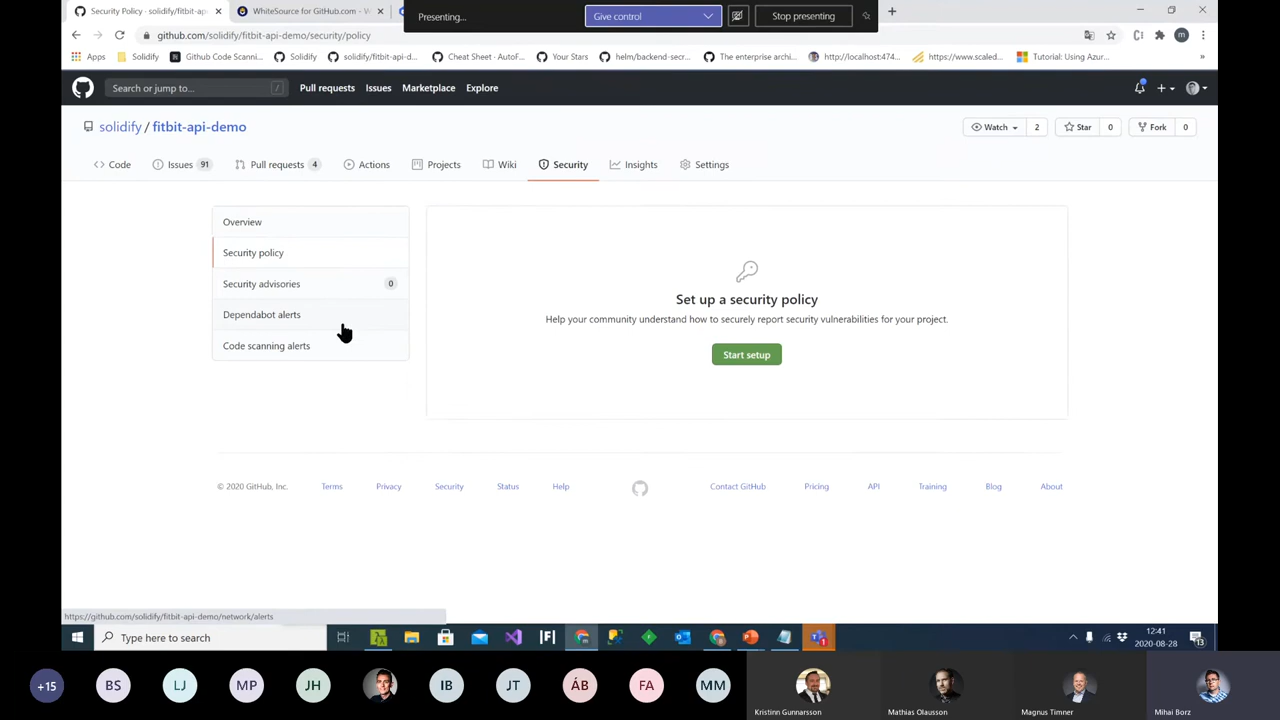 Security Policy · solidify/fitbit-api
WhiteSource for GitHub.com - W
Presenting...
Give control
Stop presenting
github.com/solidify/fitbit-api-demo/security/policy
Apps
Solidify
Github Code Scanni...
Solidify
solidify/fitbit-api-d...
Cheat Sheet - AutoF...
Your Stars
helm/backend-secr...
The enterprise archi...
http://localhost:474...
https://www.scaled...
Tutorial: Using Azur...
»
Search or jump to...
/
Pull requests
Issues
Marketplace
Explore
solidify / fitbit-api-demo
Watch
2
Star
0
Fork
0
Code
Issues 91
Pull requests 4
Actions
Projects
Wiki
Security
Insights
Settings
Overview
Security policy
Security advisories 0
Dependabot alerts
Code scanning alerts
Set up a security policy
Help your community understand how to securely report security vulnerabilities for your project.
Start setup
© 2020 GitHub, Inc.
Terms
Privacy
Security
Status
Help
Contact GitHub
Pricing
API
Training
Blog
About
https://github.com/solidify/fitbit-api-demo/network/alerts
Type here to search
12:41
2020-08-28
13
+15
BS
LJ
MP
JH
IB
JT
ÁB
FA
MM
Kristinn Gunnarsson
Mathias Olausson
Magnus Timner
Mihai Borz